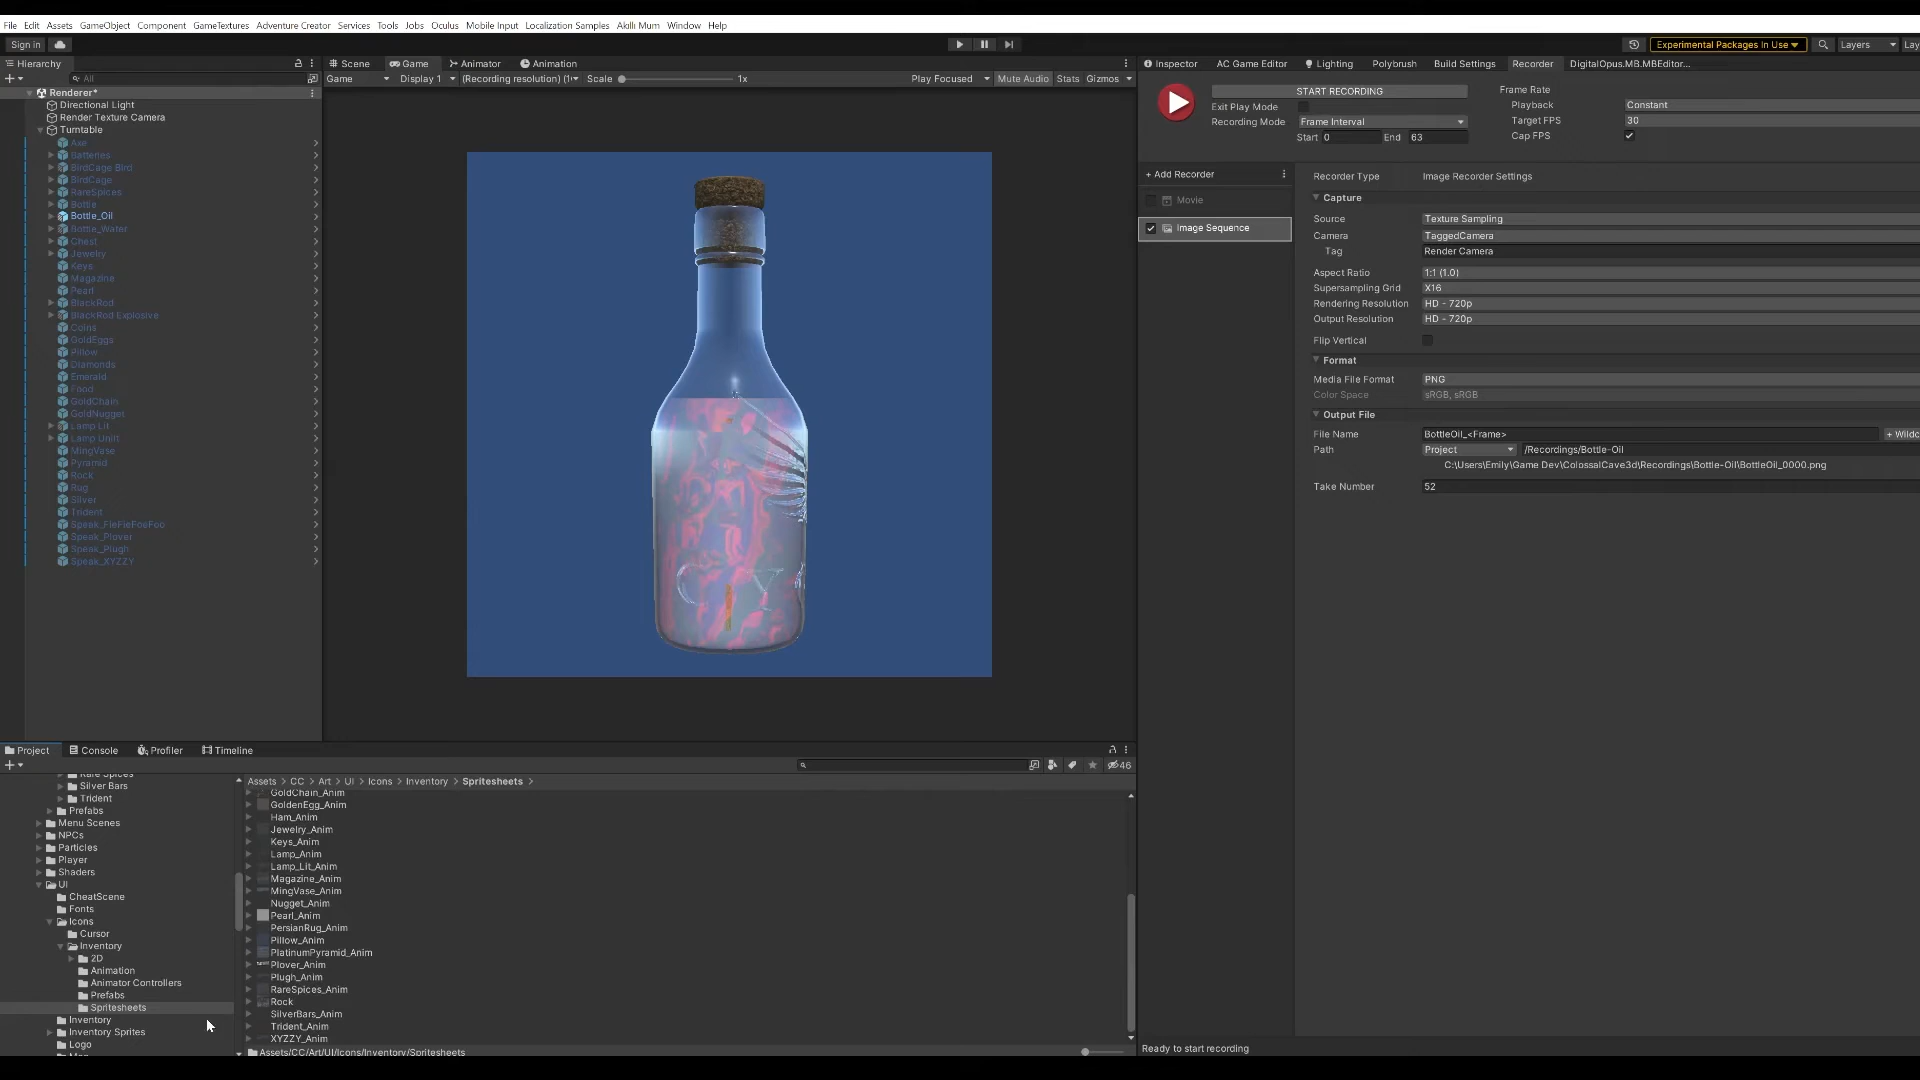 File Edit Assets GameObject Component GameTextures Adventure Creator Services Tools Jobs Oculus Mobile Input Localization Samples Akilli Mum Window Help
Sign in
Experimental Packages In Use
Layers
Lay
Hierarchy
Scene Game Animator Animation
Inspector AC Game Editor Lighting Polybrush Build Settings Recorder DigitalOpus.MB.MBEditor...
All
Game Display 1 (Recording resolution) (1 Scale 1x Play Focused Mute Audio Stats Gizmos
Renderer*
Directional Light
Render Texture Camera
Turntable
Axe
Batteries
BirdCage Bird
BirdCage
RareSpices
Bottle
Bottle_Oil
Bottle_Water
Chest
Jewelry
Keys
Magazine
Pearl
BlackRod
BlackRod Explosive
Coins
GoldEggs
Pillow
Diamonds
Emerald
Food
GoldChain
GoldNugget
Lamp Lit
Lamp Unlit
MingVase
Pyramid
Rock
Rug
Silver
Trident
Speak_FieFieFoeFoo
Speak_Plover
Speak_Plugh
Speak_XYZZY
START RECORDING
Exit Play Mode
Recording Mode Frame Interval
Start 0 End 63
Frame Rate
Playback Constant
Target FPS 30
Cap FPS
+ Add Recorder
Movie
Image Sequence
Recorder Type Image Recorder Settings
Capture
Source Texture Sampling
Camera TaggedCamera
Tag Render Camera
Aspect Ratio 1:1 (1.0)
Supersampling Grid X16
Rendering Resolution HD - 720p
Output Resolution HD - 720p
Flip Vertical
Format
Media File Format PNG
Color Space sRGB, sRGB
Output File
File Name BottleOil_<Frame> + Wildc
Path Project /Recordings/Bottle-Oil
C:\Users\Emily\Game Dev\ColossalCave3d\Recordings\Bottle-Oil\BottleOil_0000.png
Take Number 52
Ready to start recording
Project Console Profiler Timeline
46
Rare Spices
Silver Bars
Trident
Prefabs
Menu Scenes
NPCs
Particles
Player
Shaders
UI
CheatScene
Fonts
Icons
Cursor
Inventory
2D
Animation
Animator Controllers
Prefabs
Spritesheets
Inventory
Inventory Sprites
Logo
Assets > CC > Art > UI > Icons > Inventory > Spritesheets >
GoldChain_Anim
GoldenEgg_Anim
Ham_Anim
Jewelry_Anim
Keys_Anim
Lamp_Anim
Lamp_Lit_Anim
Magazine_Anim
MingVase_Anim
Nugget_Anim
Pearl_Anim
PersianRug_Anim
Pillow_Anim
PlatinumPyramid_Anim
Plover_Anim
Plugh_Anim
RareSpices_Anim
Rock
SilverBars_Anim
Trident_Anim
XYZZY_Anim
Assets/CC/Art/UI/Icons/Inventory/Spritesheets